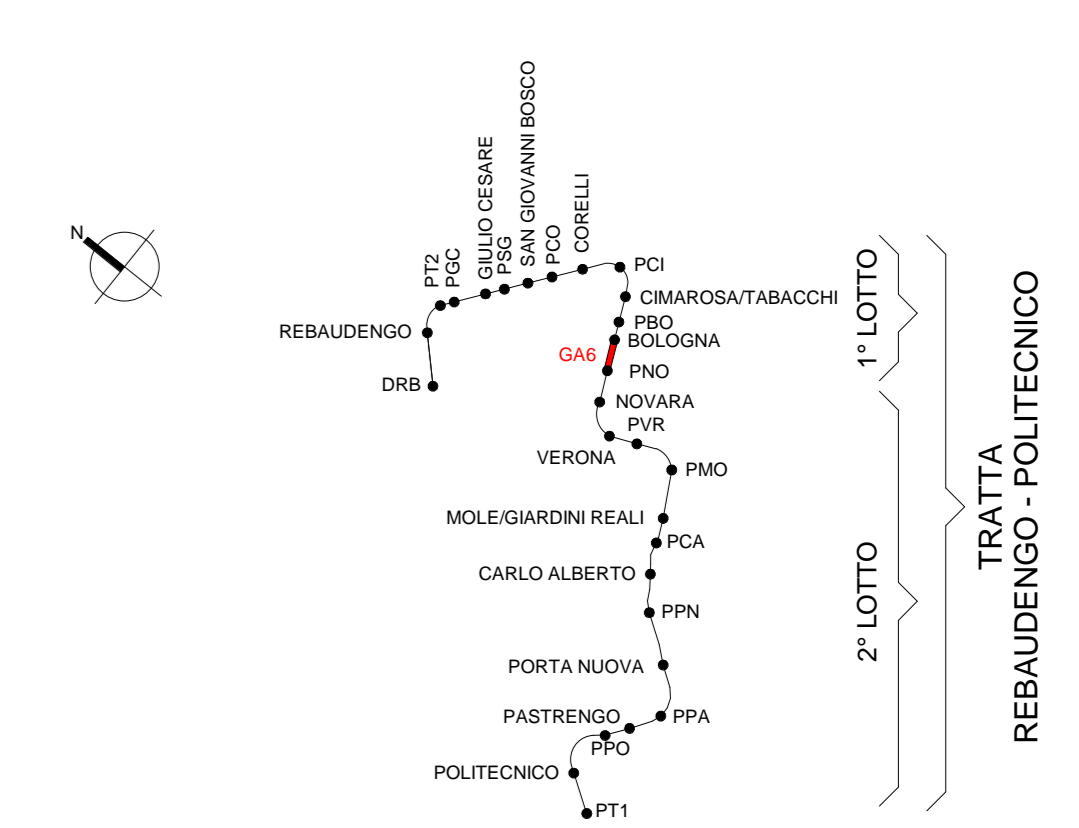 N
PT2
PGC
GIULIO CESARE
PSG
SAN GIOVANNI BOSCO
PCO
CORELLI
PCI
CIMAROSA/TABACCHI
REBAUDENGO
PBO
BOLOGNA
GA6
PNO
DRB
NOVARA
PVR
VERONA
PMO
MOLE/GIARDINI REALI
PCA
CARLO ALBERTO
PPN
PORTA NUOVA
PASTRENGO
PPA
PPO
POLITECNICO
PT1
1° LOTTO
2° LOTTO
TRATTA
REBAUDENGO - POLITECNICO